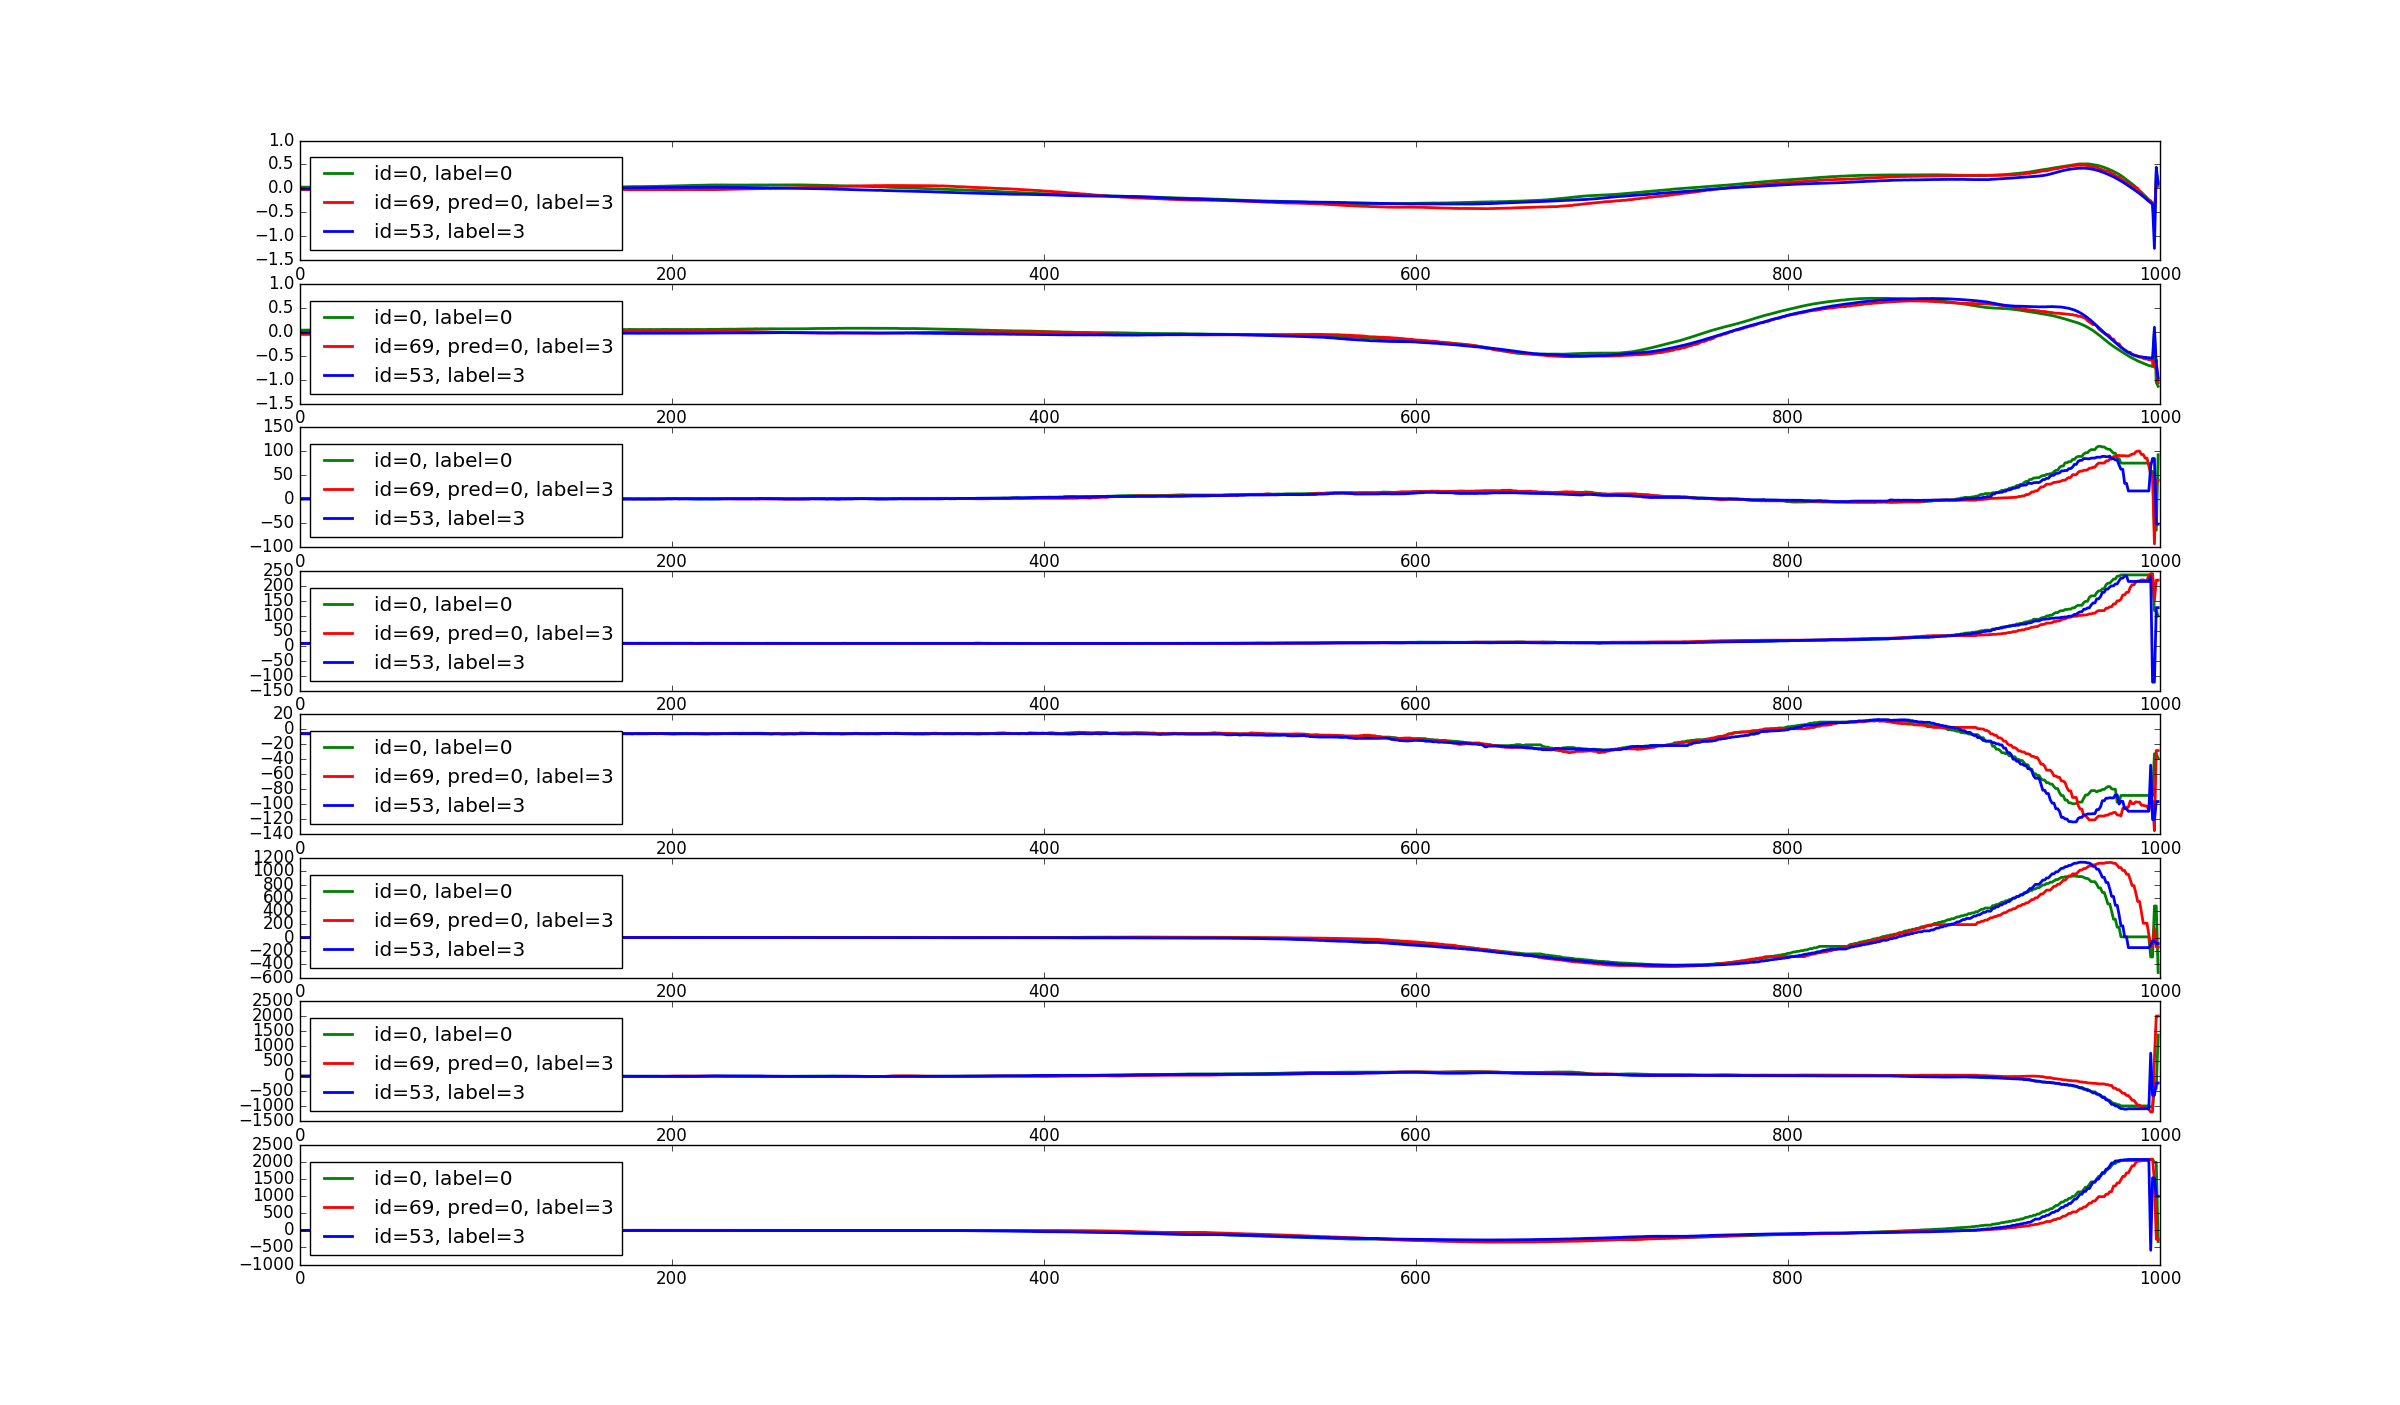 1.0
0.5
0.0
−0.5
−1.0
−1.5
id=0, label=0
id=69, pred=0, label=3
id=53, label=3
0 200 400 600 800 1000
1.0
0.5
0.0
−0.5
−1.0
−1.5
id=0, label=0
id=69, pred=0, label=3
id=53, label=3
0 200 400 600 800 1000
150
100
50
0
−50
−100
id=0, label=0
id=69, pred=0, label=3
id=53, label=3
0 200 400 600 800 1000
250
200
150
100
50
0
−50
−100
−150
id=0, label=0
id=69, pred=0, label=3
id=53, label=3
0 200 400 600 800 1000
20
0
−20
−40
−60
−80
−100
−120
−140
id=0, label=0
id=69, pred=0, label=3
id=53, label=3
0 200 400 600 800 1000
1200
1000
800
600
400
200
0
−200
−400
−600
id=0, label=0
id=69, pred=0, label=3
id=53, label=3
0 200 400 600 800 1000
2500
2000
1500
1000
500
0
−500
−1000
−1500
id=0, label=0
id=69, pred=0, label=3
id=53, label=3
0 200 400 600 800 1000
2500
2000
1500
1000
500
0
−500
−1000
id=0, label=0
id=69, pred=0, label=3
id=53, label=3
0 200 400 600 800 1000